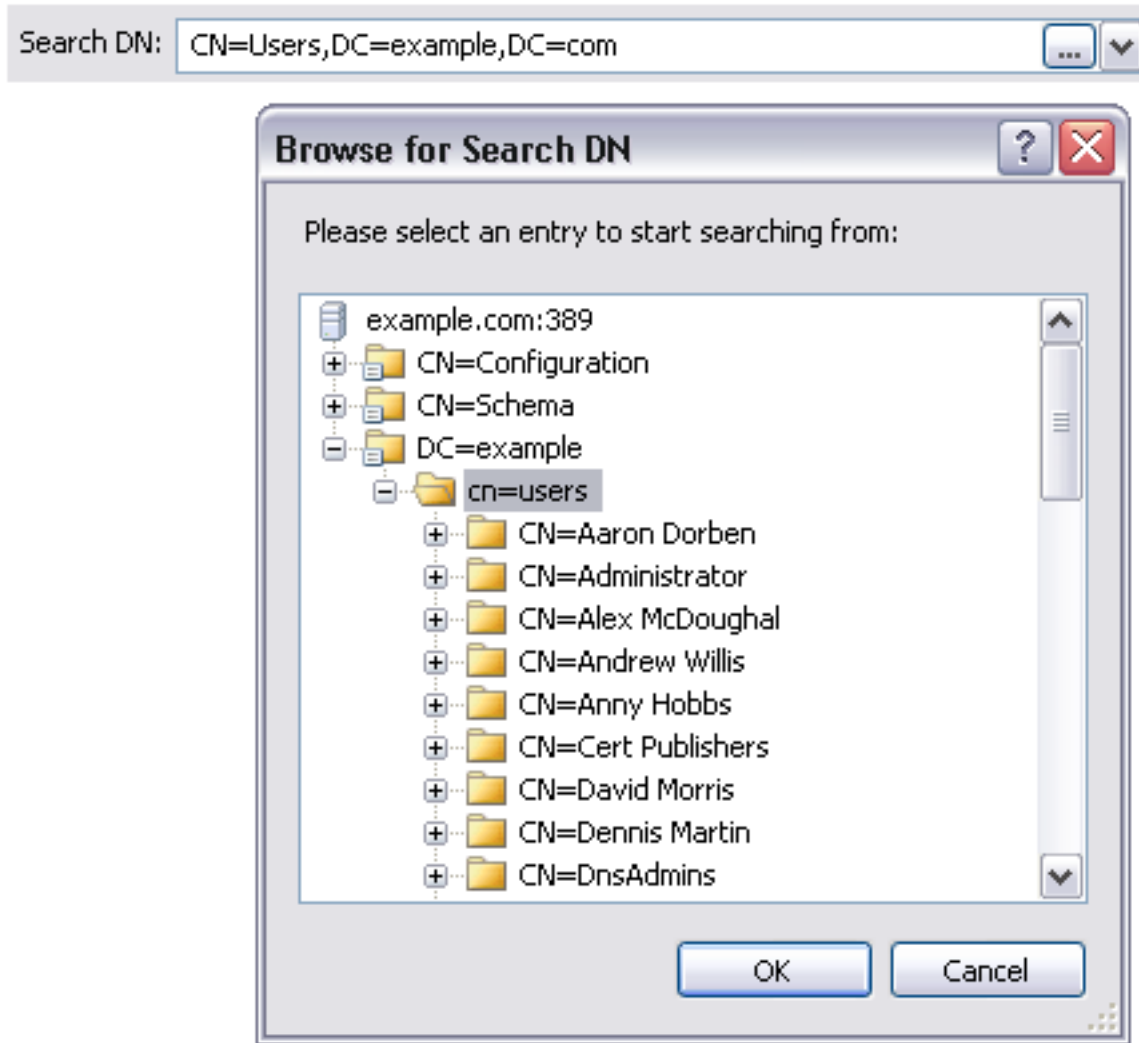 Search DN: CN=Users,DC=example,DC=com ...
Browse for Search DN ?
Please select an entry to start searching from:
example.com:389
CN=Configuration
CN=Schema
DC=example
cn=users
CN=Aaron Dorben
CN=Administrator
CN=Alex McDoughal
CN=Andrew Willis
CN=Anny Hobbs
CN=Cert Publishers
CN=David Morris
CN=Dennis Martin
CN=DnsAdmins
OK Cancel